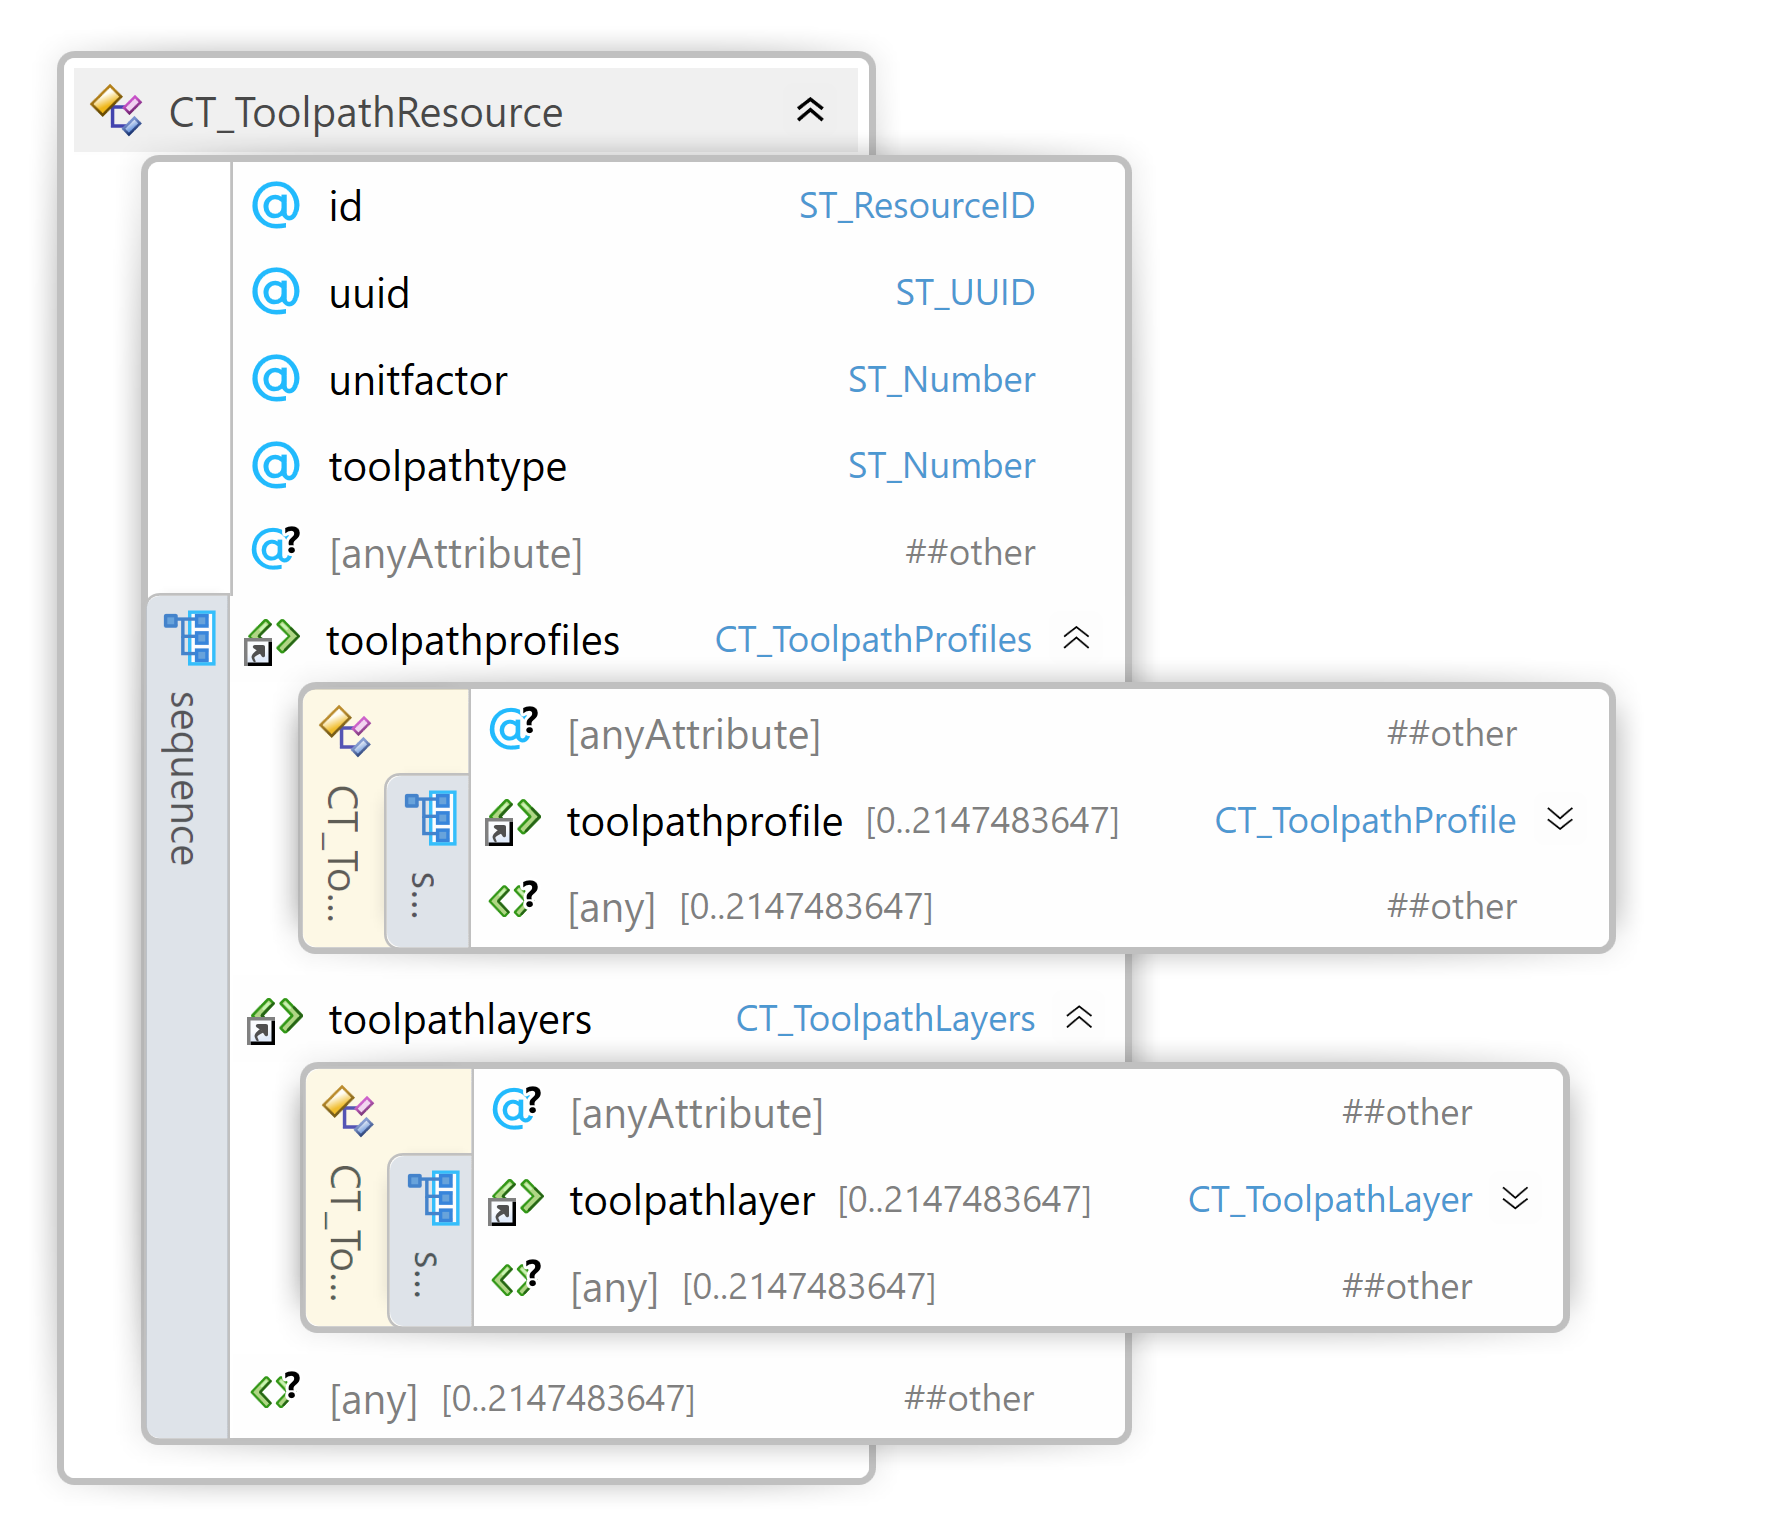 CT_ToolpathResource
@ id ST_ResourceID
@ uuid ST_UUID
@ unitfactor ST_Number
@ toolpathtype ST_Number
@? [anyAttribute] ##other
toolpathprofiles CT_ToolpathProfiles
sequence
@? [anyAttribute] ##other
CT_To...
toolpathprofile [0..2147483647] CT_ToolpathProfile
s...
? [any] [0..2147483647] ##other
toolpathlayers CT_ToolpathLayers
@? [anyAttribute] ##other
CT_To...
toolpathlayer [0..2147483647] CT_ToolpathLayer
s...
? [any] [0..2147483647] ##other
? [any] [0..2147483647] ##other